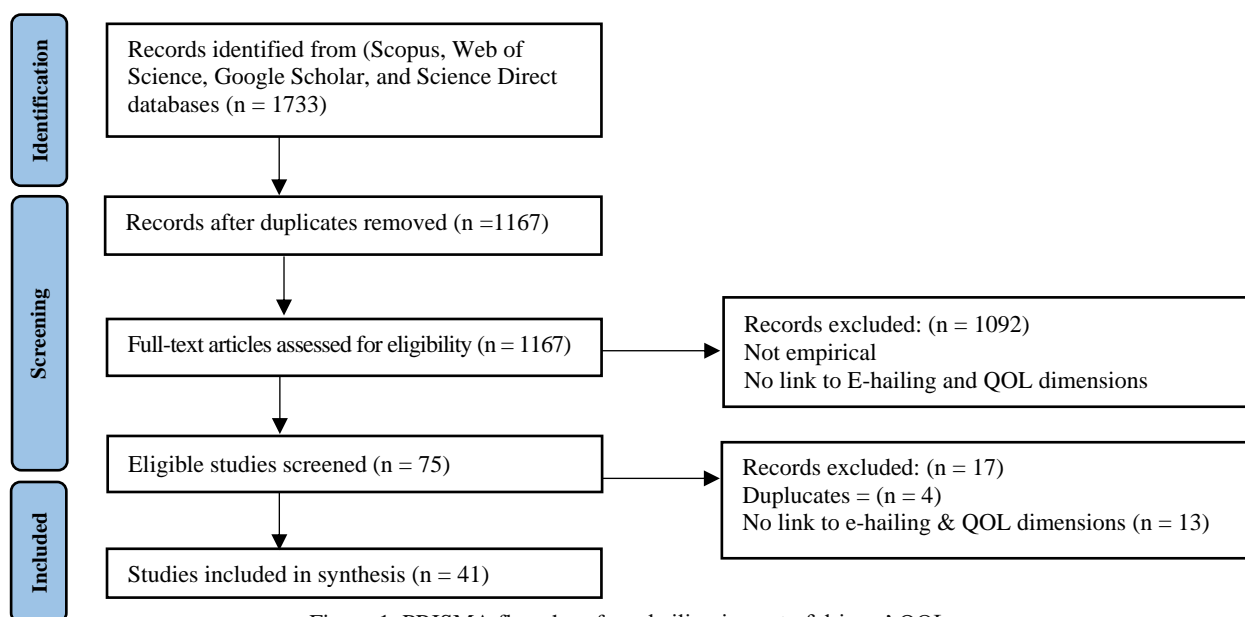 Identification
Records identified from (Scopus, Web of
Science, Google Scholar, and Science Direct
databases (n = 1733)
Screening
Records after duplicates removed (n =1167)
Full-text articles assessed for eligibility (n = 1167)
Records excluded: (n = 1092)
Not empirical
No link to E-hailing and QOL dimensions
Eligible studies screened (n = 75)
Records excluded: (n = 17)
Duplucates = (n = 4)
No link to e-hailing & QOL dimensions (n = 13)
Included
Studies included in synthesis (n = 41)